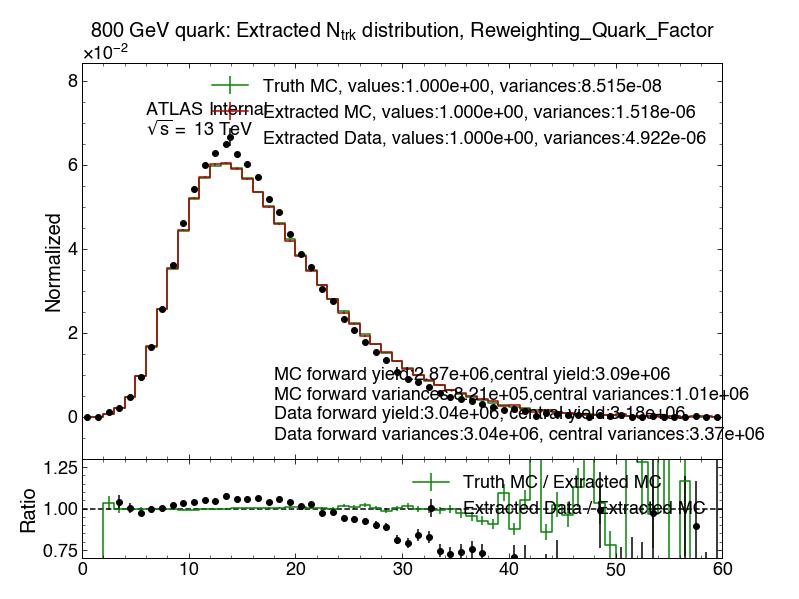 800 GeV quark: Extracted N_trk distribution, Reweighting_Quark_Factor
×10⁻²
Truth MC, values:1.000e+00, variances:8.515e-08
ATLAS Internal
Extracted MC, values:1.000e+00, variances:1.518e-06
√s = 13 TeV
Extracted Data, values:1.000e+00, variances:4.922e-06
8
6
4
2
0
Normalized
MC forward yield:2.87e+06,central yield:3.09e+06
MC forward variances:8.21e+05,central variances:1.01e+06
Data forward yield:3.04e+06, central yield:3.18e+06
Data forward variances:3.04e+06, central variances:3.37e+06
1.25
1.00
0.75
Ratio
Truth MC / Extracted MC
Extracted Data / Extracted MC
0 10 20 30 40 50 60